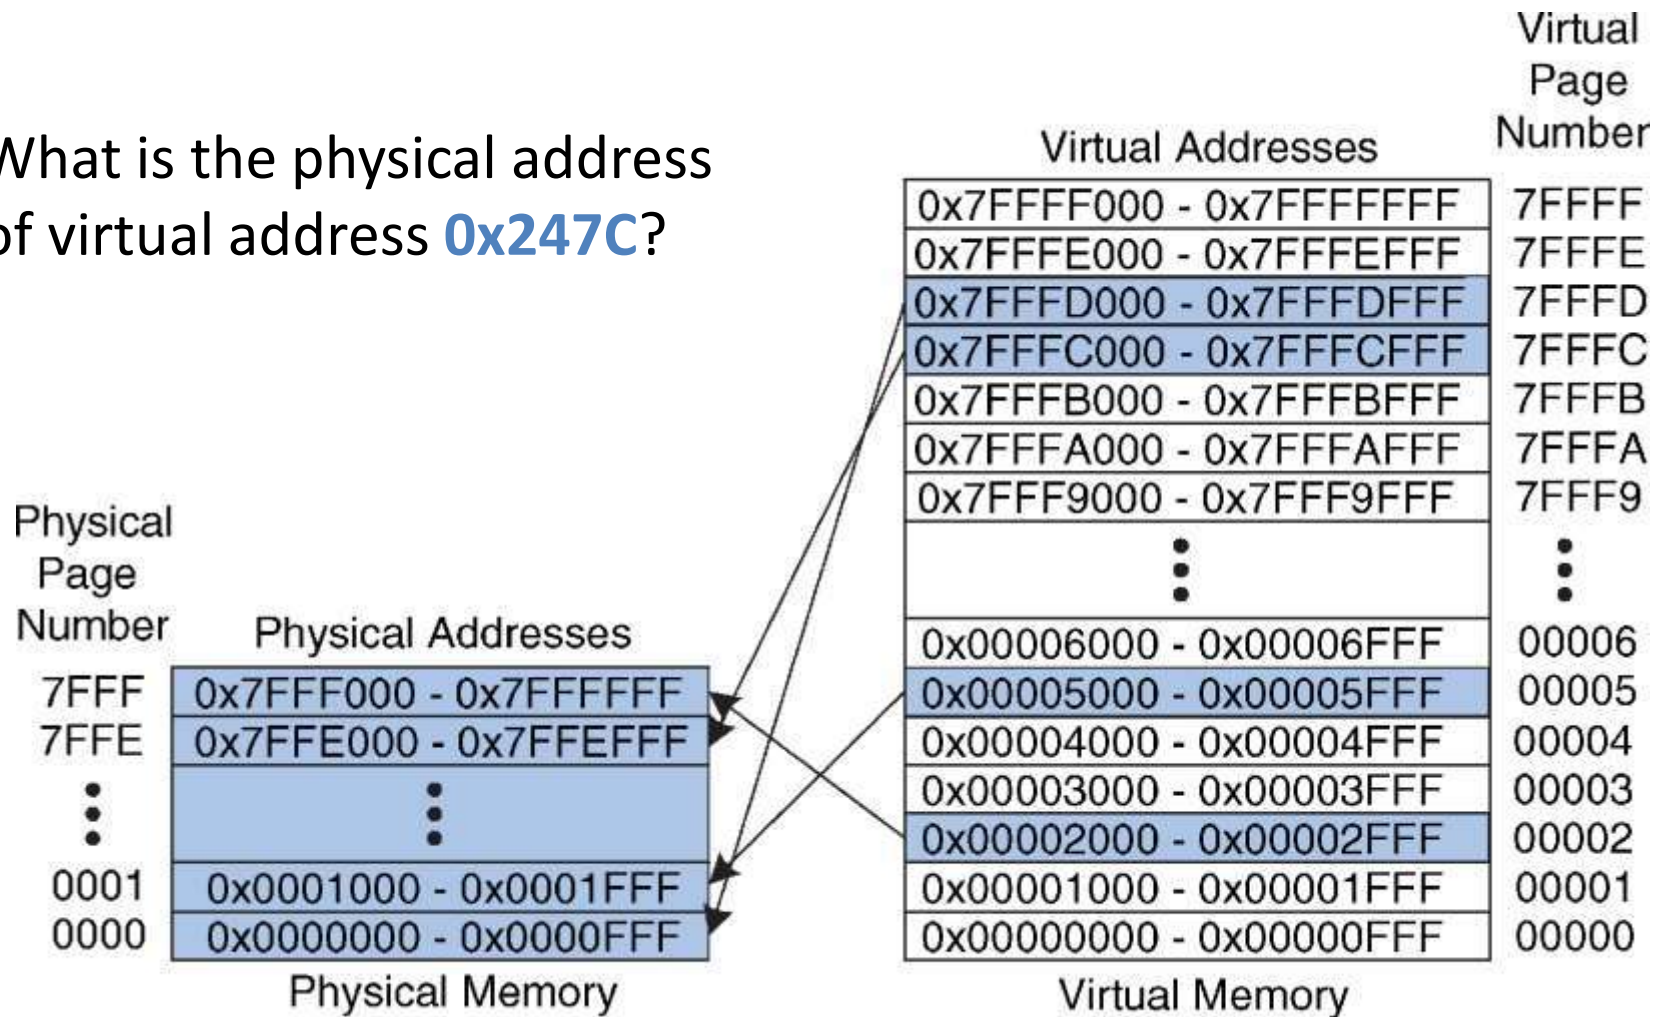 What is the physical address
of virtual address 0x247C?
Virtual
Page
Number
Virtual Addresses
0x7FFFF000 - 0x7FFFFFFF 7FFFF
0x7FFFE000 - 0x7FFFEFFF 7FFFE
0x7FFFD000 - 0x7FFFDFFF 7FFFD
0x7FFFC000 - 0x7FFFCFFF 7FFFC
0x7FFFB000 - 0x7FFFBFFF 7FFFB
0x7FFFA000 - 0x7FFFAFFF 7FFFA
0x7FFF9000 - 0x7FFF9FFF 7FFF9
0x00006000 - 0x00006FFF 00006
0x00005000 - 0x00005FFF 00005
0x00004000 - 0x00004FFF 00004
0x00003000 - 0x00003FFF 00003
0x00002000 - 0x00002FFF 00002
0x00001000 - 0x00001FFF 00001
0x00000000 - 0x00000FFF 00000
Virtual Memory
Physical
Page
Number
Physical Addresses
7FFF 0x7FFF000 - 0x7FFFFFF
7FFE 0x7FFE000 - 0x7FFEFFF
0001 0x0001000 - 0x0001FFF
0000 0x0000000 - 0x0000FFF
Physical Memory